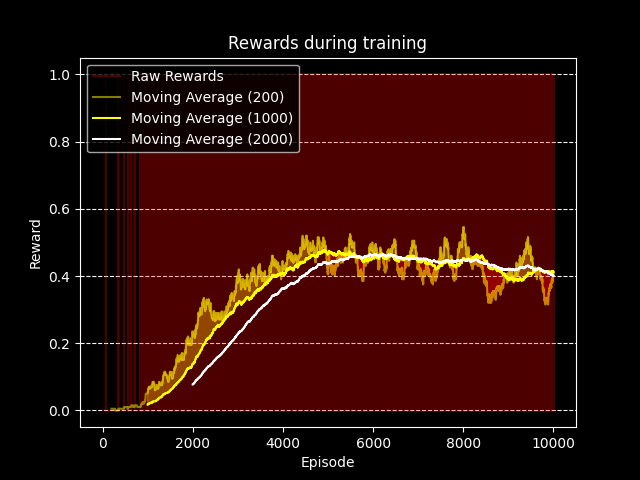 Rewards during training
Raw Rewards
Moving Average (200)
Moving Average (1000)
Moving Average (2000)
Reward
1.0
0.8
0.6
0.4
0.2
0.0
0 2000 4000 6000 8000 10000
Episode